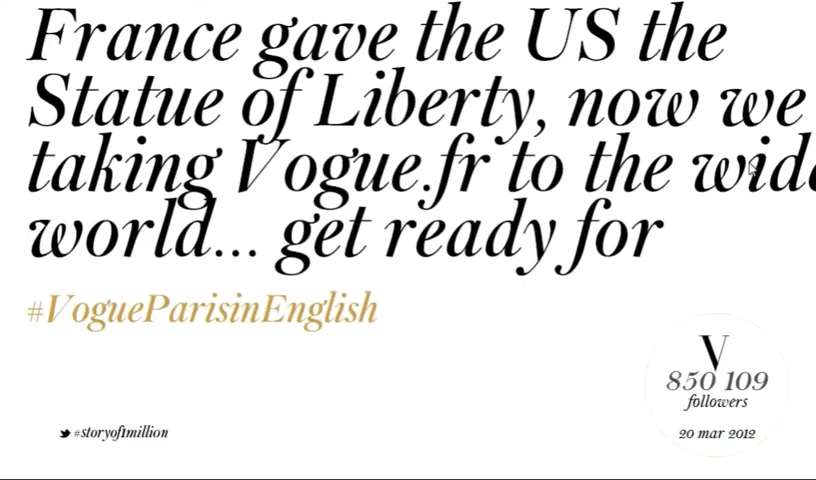 France gave the US the
Statue of Liberty, now we
taking Vogue.fr to the
world... get ready for
#VogueParisinEnglish
V
850 109
followers
#storyof1million
20 mar 2012